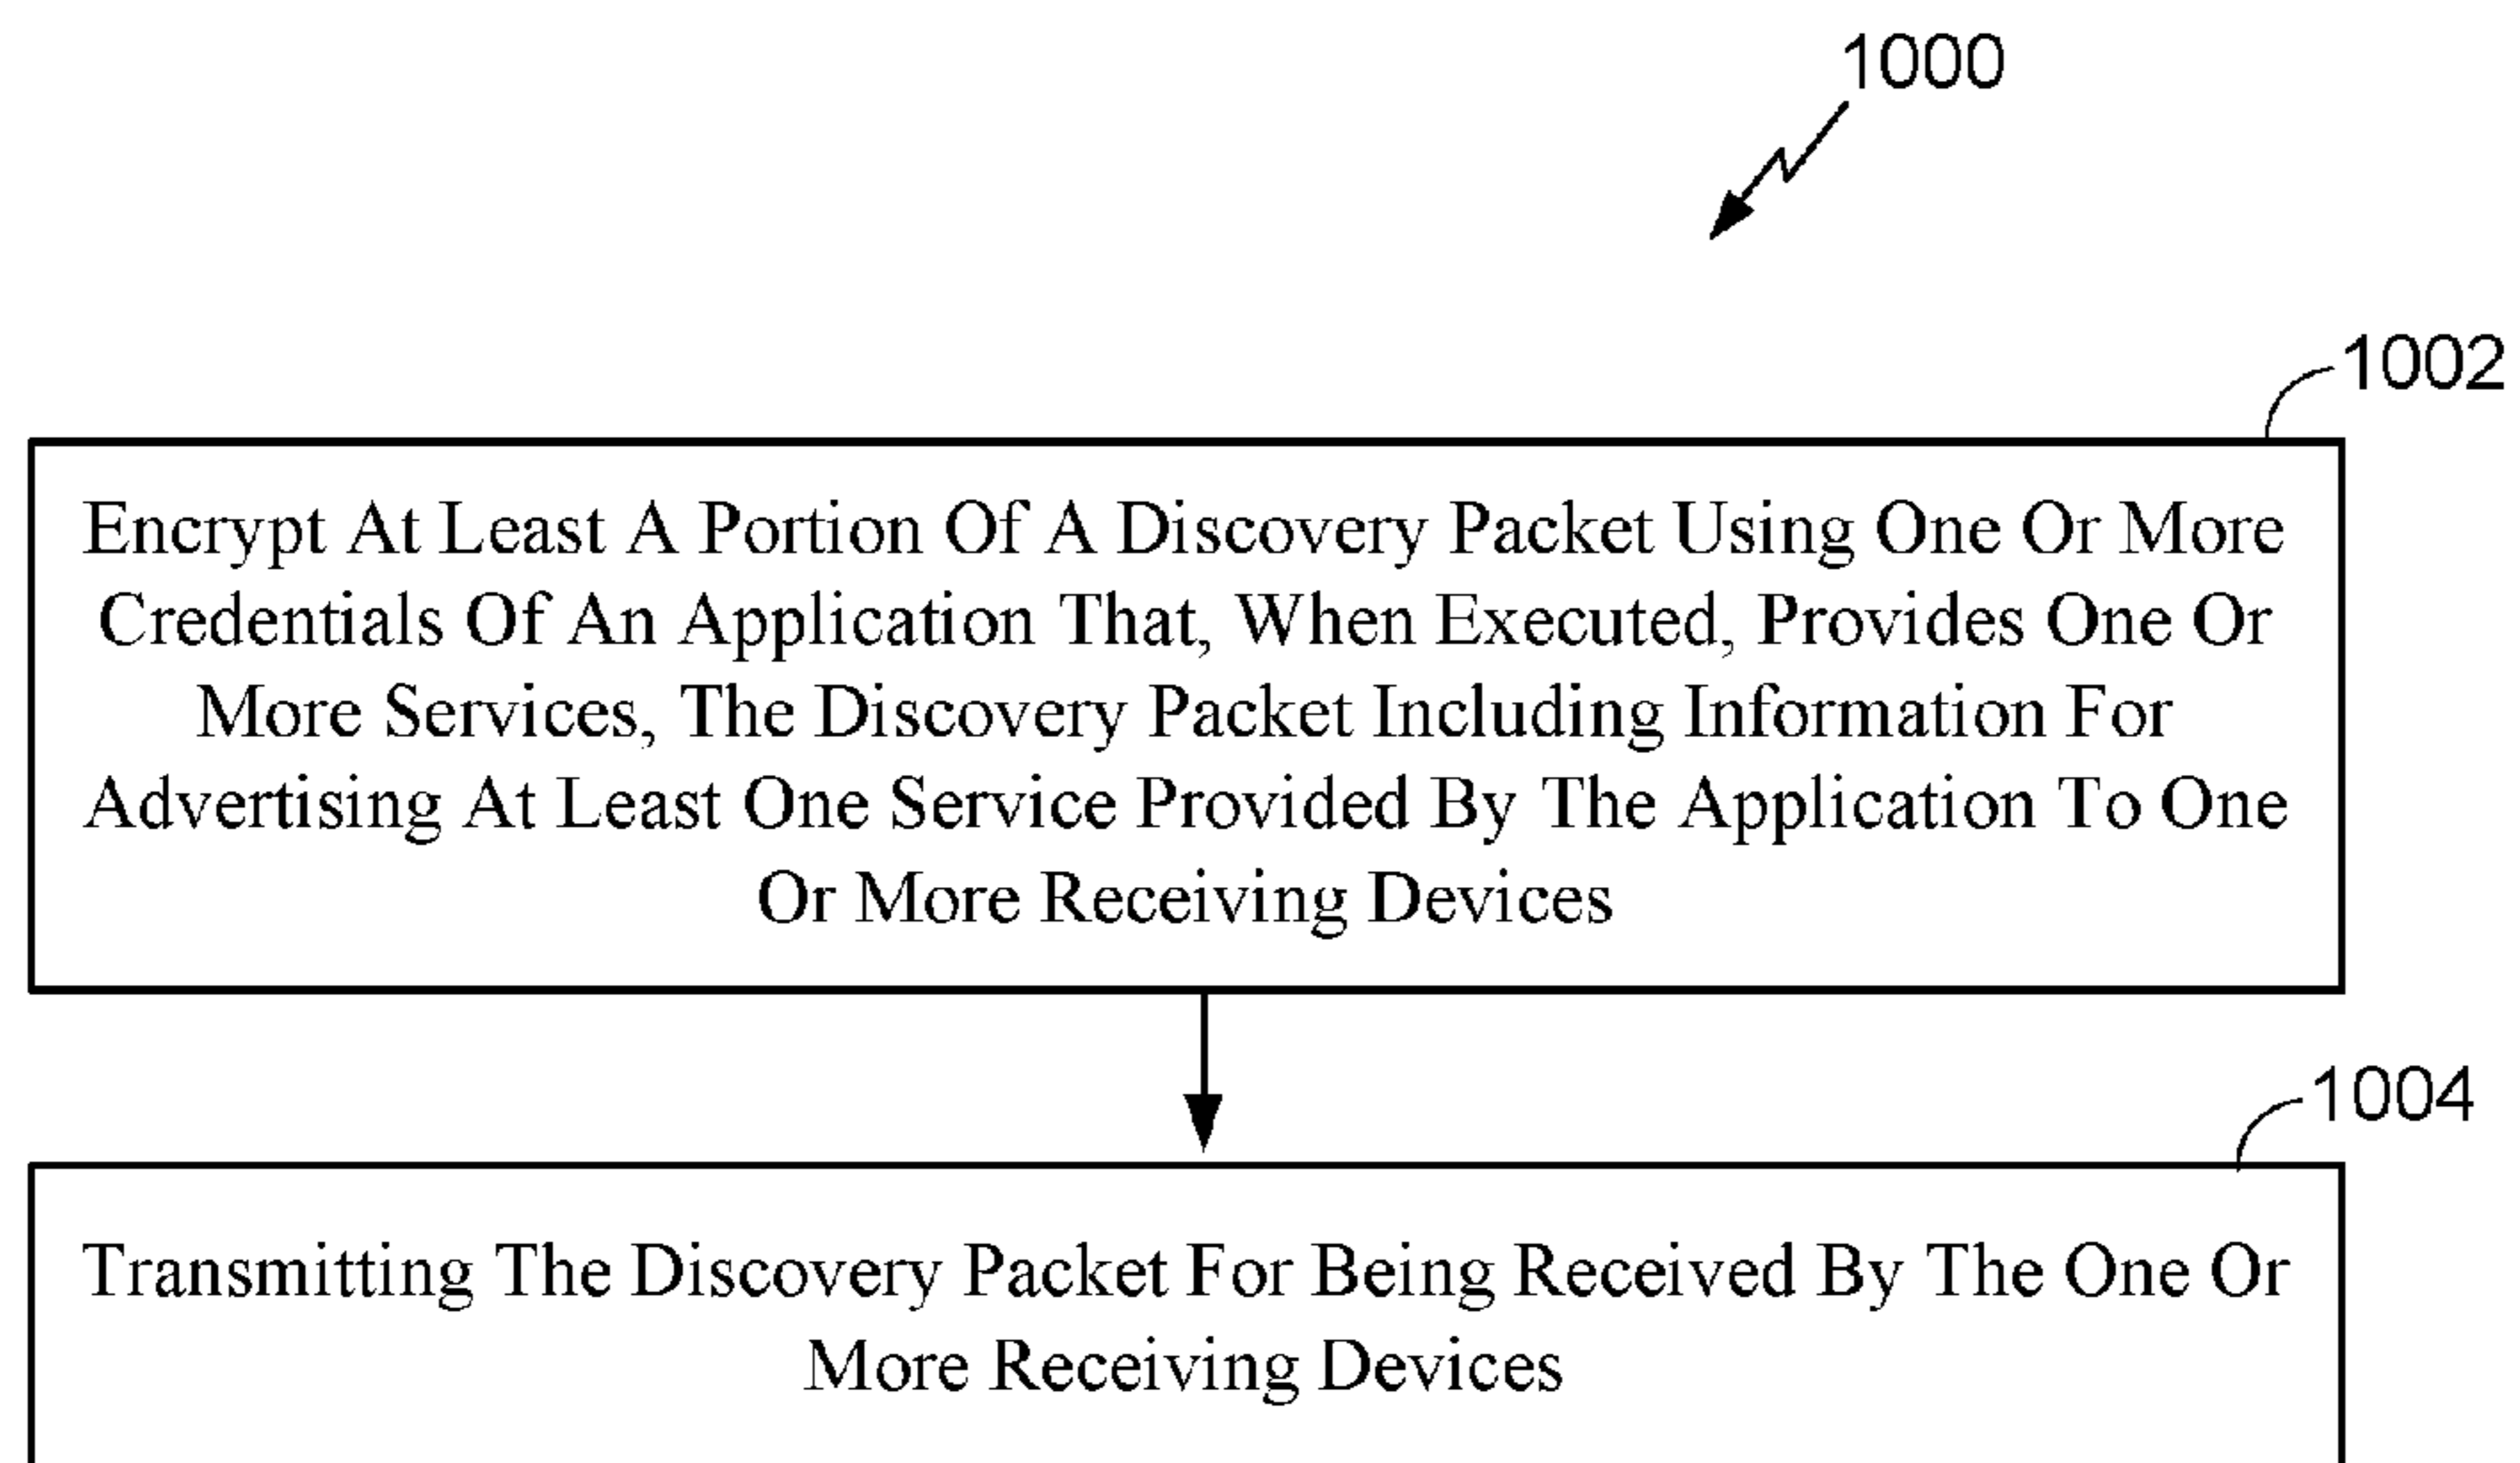 1000
1002
Encrypt At Least A Portion Of A Discovery Packet Using One Or More
Credentials Of An Application That, When Executed, Provides One Or
More Services, The Discovery Packet Including Information For
Advertising At Least One Service Provided By The Application To One
Or More Receiving Devices
1004
Transmitting The Discovery Packet For Being Received By The One Or
More Receiving Devices